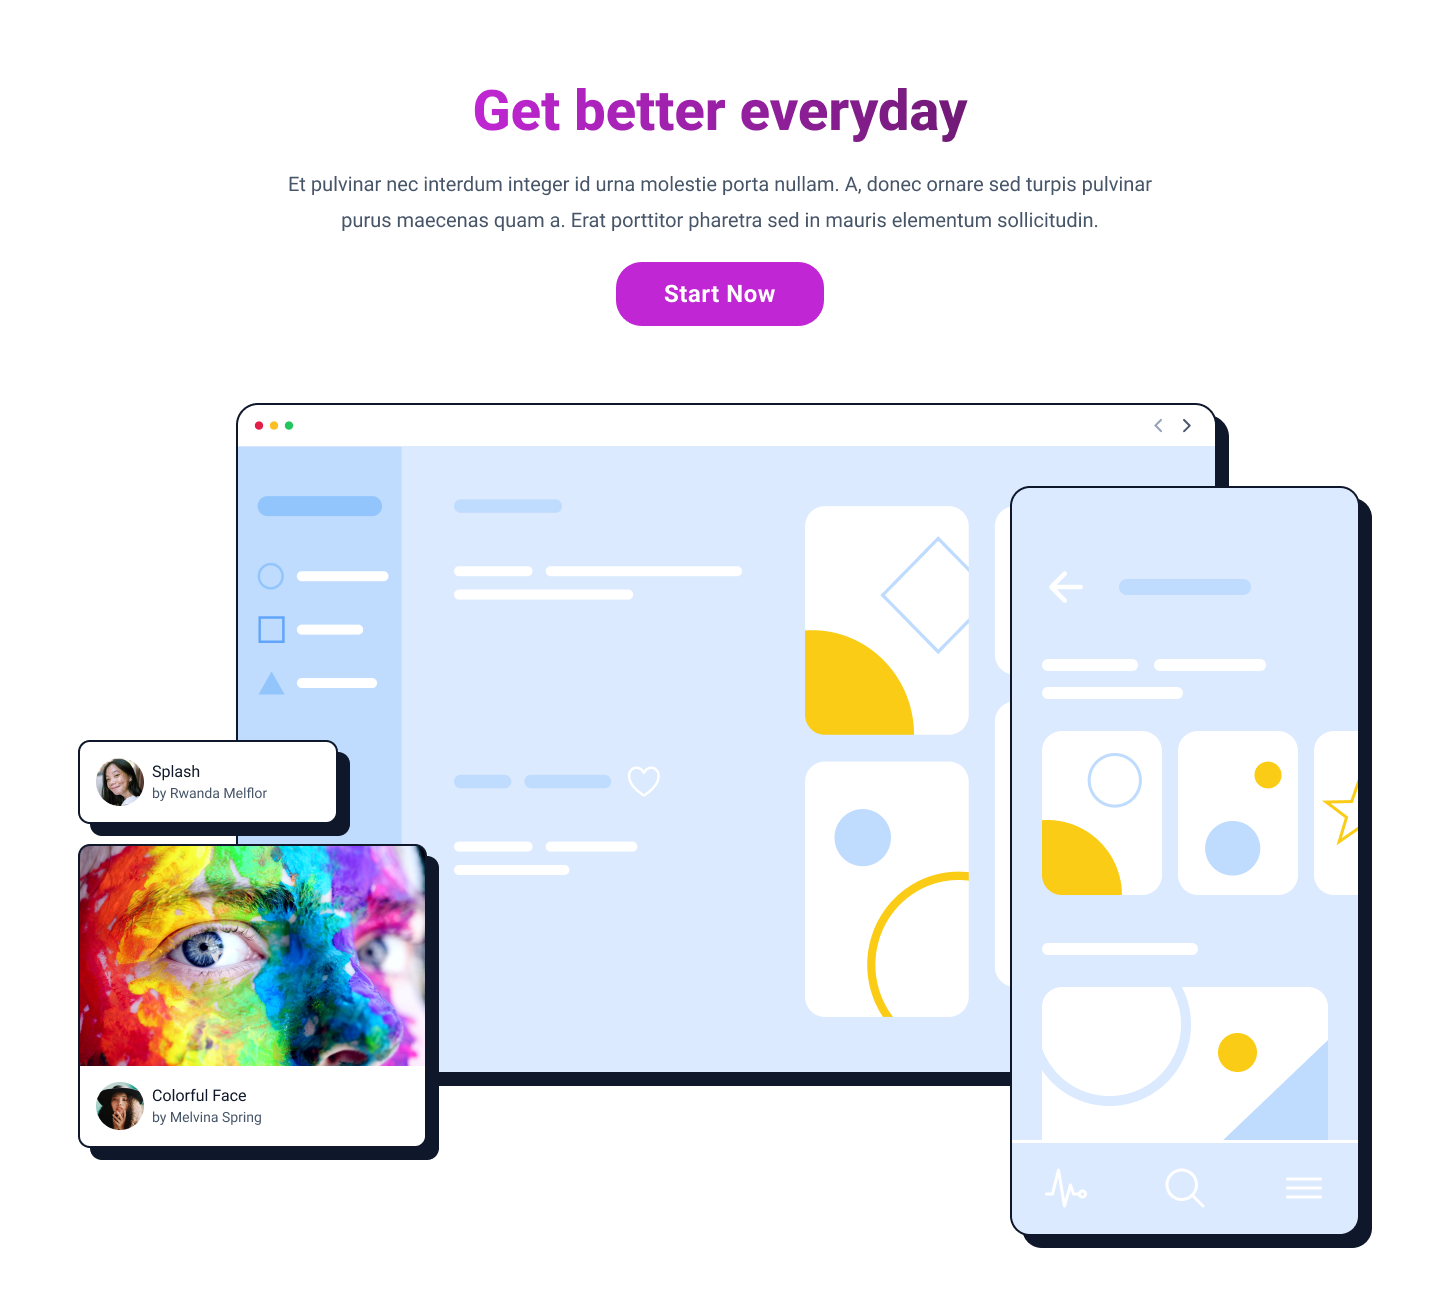 Get better everyday
Et pulvinar nec interdum integer id urna molestie porta nullam. A, donec ornare sed turpis pulvinar
purus maecenas quam a. Erat porttitor pharetra sed in mauris elementum sollicitudin.
Start Now
Splash
by Rwanda Melflor
Colorful Face
by Melvina Spring